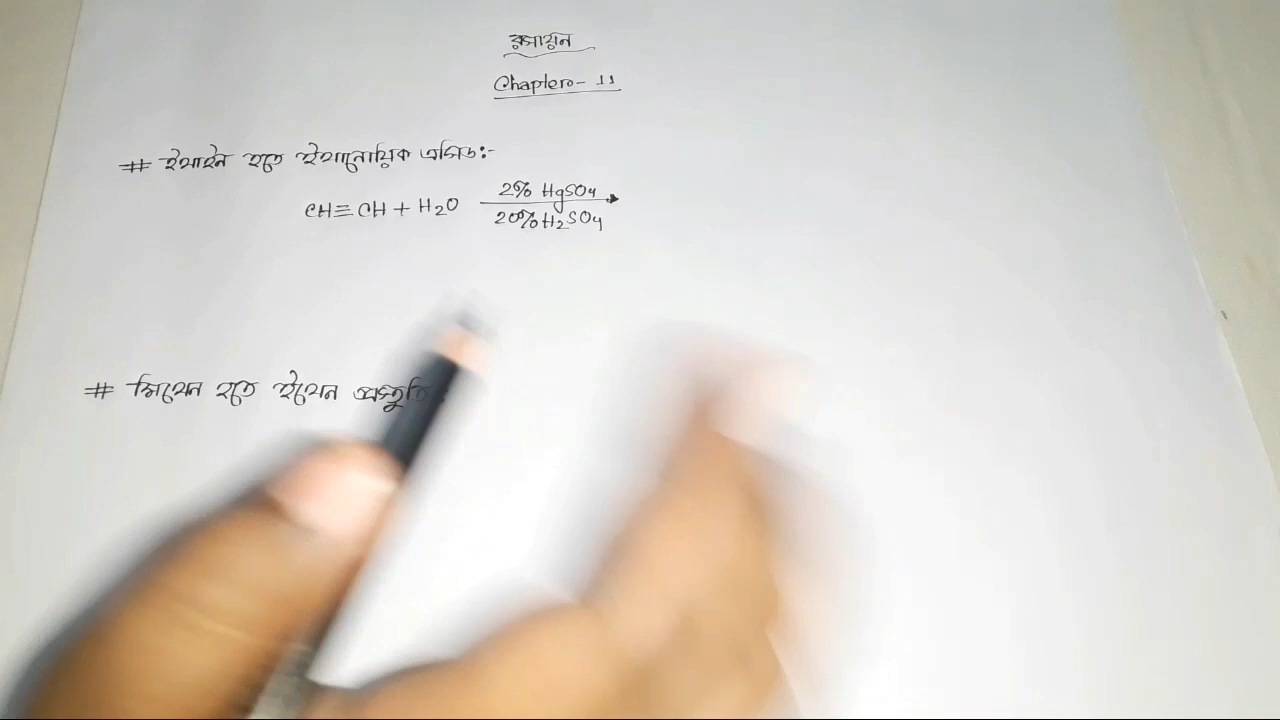 রসায়ন
Chapter- 11
# ইথাইন হতে ইথানোয়িক এসিড:-
CH≡CH + H₂O 2% HgSO₄ 20% H₂SO₄ →
# মিথেন হতে ইথেন প্রস্তুতি